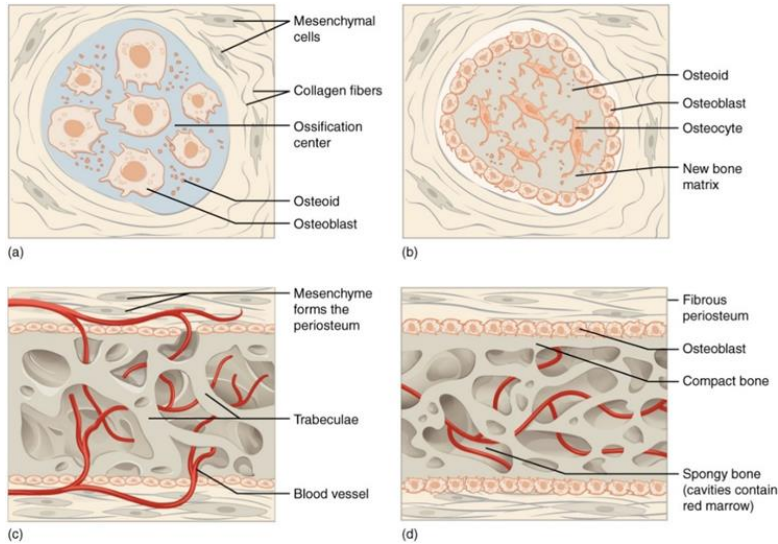 Mesenchymal
cells
Collagen fibers
Ossification
center
Osteoid
Osteoblast
(a)
Osteoid
Osteoblast
Osteocyte
New bone
matrix
(b)
Mesenchyme
forms the
periosteum
Trabeculae
Blood vessel
(c)
Fibrous
periosteum
Osteoblast
Compact bone
Spongy bone
(cavities contain
red marrow)
(d)